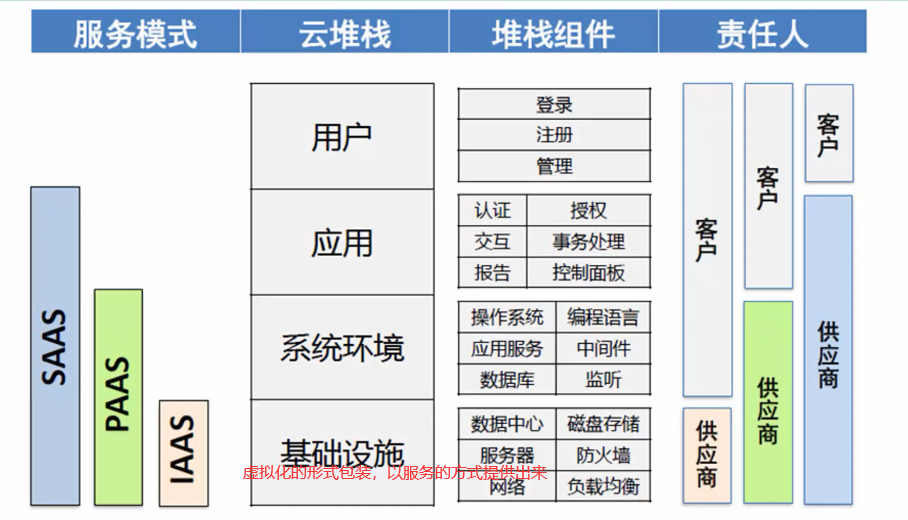 服务模式
云堆栈
堆栈组件
责任人
SAAS
PAAS
IAAS
用户
应用
系统环境
基础设施
登录
注册
管理
认证 授权
交互 事务处理
报告 控制面板
操作系统 编程语言
应用服务 中间件
数据库 监听
数据中心 磁盘存储
服务器 防火墙
网络 负载均衡
虚拟化的形式包装，以服务的方式提供出来
客户
供应商
客户
供应商
客户
供应商